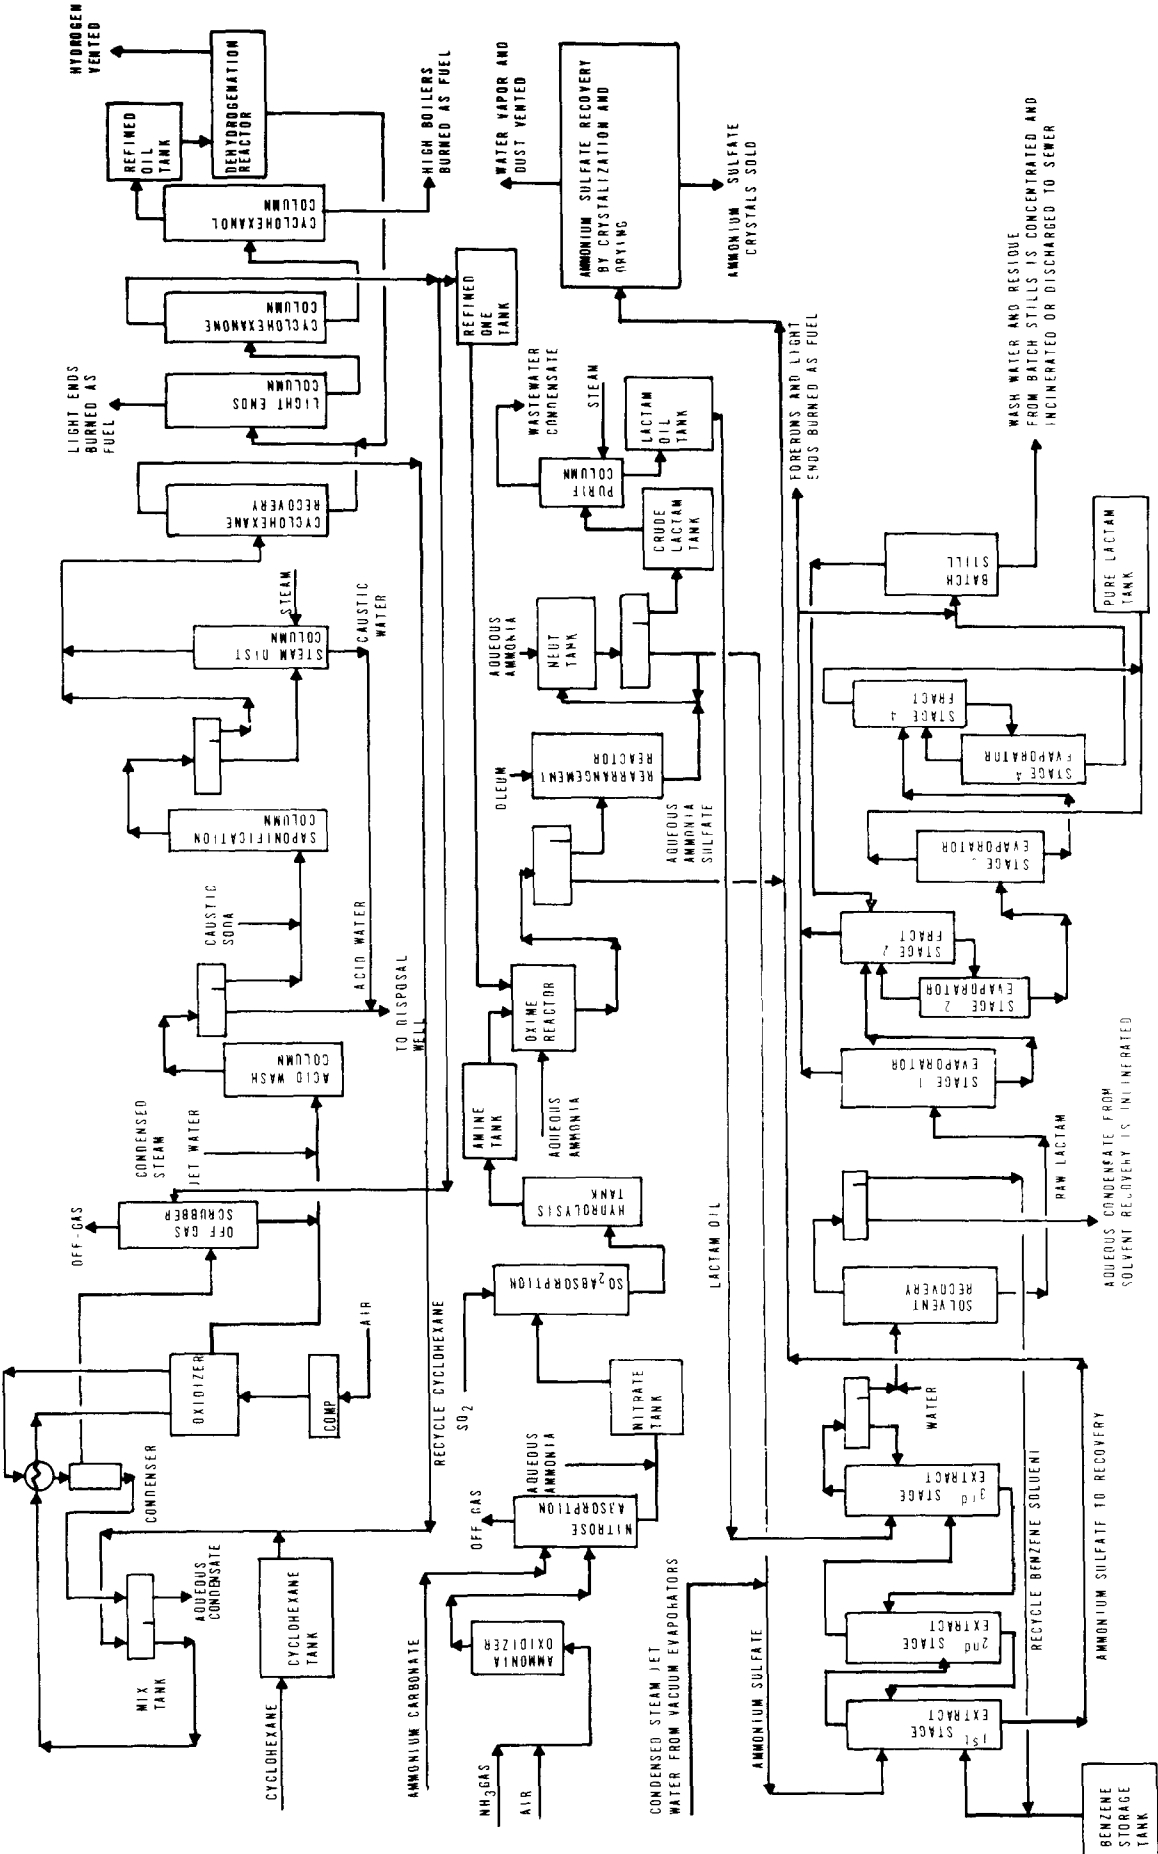 HYDROGEN
VENTED
REFINED
OIL
TANK
DEHYDROGENATION
REACTOR
CYCLOHEXANOL
COLUMN
HIGH BOILERS
BURNED AS FUEL
CYCLOHEXANONE
COLUMN
LIGHT ENDS
BURNED AS
FUEL
LIGHT ENDS
COLUMN
CYCLOHEXANE
RECOVERY
STEAM
STEAM DIST
COLUMN
CAUSTIC
WATER
SAPONIFICATION
COLUMN
CAUSTIC
SODA
ACID WATER
TO DISPOSAL
WELL
ACID WASH
COLUMN
CONDENSED
STEAM
JET WATER
OFF-GAS
OFF GAS
SCRUBBER
OXIDIZER
COMP
AIR
CONDENSER
RECYCLE CYCLOHEXANE
AQUEOUS
CONDENSATE
MIX
TANK
CYCLOHEXANE
TANK
CYCLOHEXANE
WATER VAPOR AND
DUST VENTED
AMMONIUM SULFATE RECOVERY
BY CRYSTALIZATION AND
DRYING
AMMONIUM SULFATE
CRYSTALS SOLD
REFINED
ONE
TANK
WASTEWATER
CONDENSATE
STEAM
PURIF
COLUMN
LACTAM
OIL
TANK
CRUDE
LACTAM
TANK
AQUEOUS
AMMONIA
NEUT
TANK
OLEUM
REARRANGEMENT
REACTOR
AQUEOUS
AMMONIA
SULFATE
OXIME
REACTOR
AMINE
TANK
AQUEOUS
AMMONIA
HYDROLYSIS
TANK
SO2 ABSORPTION
SO2
NITRATE
TANK
AQUEOUS
AMMONIA
OFF GAS
NITROSE
ABSORPTION
AMMONIUM CARBONATE
AMMONIA
OXIDIZER
NH3 GAS
AIR
LACTAM OIL
CONDENSED STEAM JET
WATER FROM VACUUM EVAPORATORS
AMMONIUM SULFATE
FORERUNS AND LIGHT
ENDS BURNED AS FUEL
WASH WATER AND RESIDUE
FROM BATCH STILLS IS CONCENTRATED AND
INCINERATED OR DISCHARGED TO SEWER
BATCH
STILL
PURE LACTAM
TANK
STAGE 4
FRACT
STAGE 4
EVAPORATOR
STAGE
EVAPORATOR
STAGE 2
FRACT
STAGE 2
EVAPORATOR
STAGE 1
EVAPORATOR
RAW LACTAM
AQUEOUS CONDENSATE FROM
SOLVENT RECOVERY IS INCINERATED
SOLVENT
RECOVERY
WATER
3rd STAGE
EXTRACT
2nd STAGE
EXTRACT
1st STAGE
EXTRACT
RECYCLE BENZENE SOLVENT
AMMONIUM SULFATE TO RECOVERY
BENZENE
STORAGE
TANK